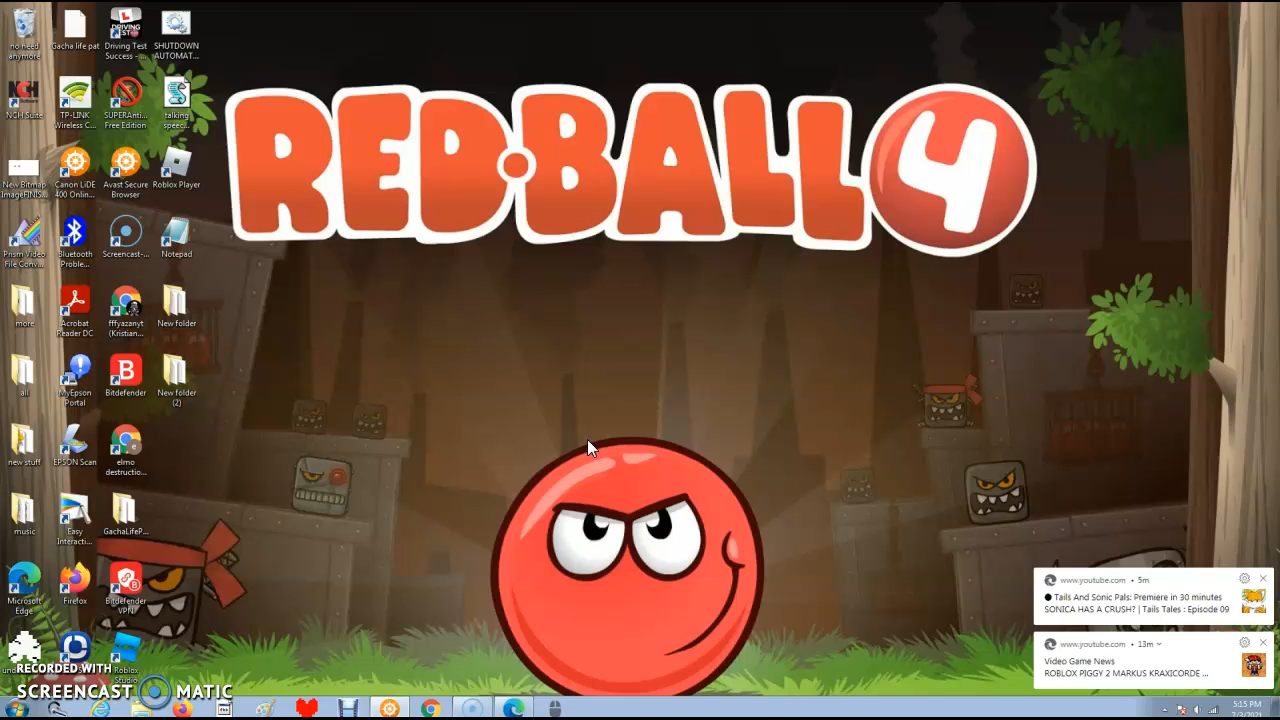 no need
anymore
Gacha life pat
Driving Test
Success - ...
SHUTDOWN
AUTOMAT...
NCH Suite
TP-LINK
Wireless C...
SUPERAnti...
Free Edition
talking
speec...
New Bitmap
ImageFINIS...
Canon LiDE
400 Onlin...
Avast Secure
Browser
Roblox Player
Prism Video
File Conv...
Bluetooth
Proble...
Screencast-...
Notepad
more
Acrobat
Reader DC
fffyazanyt
(Kristian...
New folder
all
MyEpson
Portal
Bitdefender
New folder
(2)
new stuff
EPSON Scan
elmo
destructio...
music
Easy
Interacti...
GachaLifeP...
Microsoft
Edge
Firefox
Bitdefender
VPN
Roblox
Studio
RED BALL 4
www.youtube.com • 5m
Tails And Sonic Pals: Premiere in 30 minutes
SONICA HAS A CRUSH? | Tails Tales : Episode 09
www.youtube.com • 13m
Video Game News
ROBLOX PIGGY 2 MARKUS KRAXICORDE ...
RECORDED WITH
SCREENCAST MATIC
5:15 PM